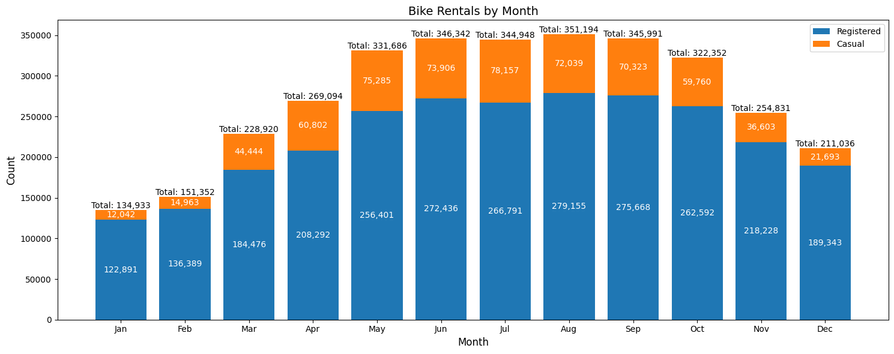 Bike Rentals by Month
Registered
Casual
Count
350000
300000
250000
200000
150000
100000
50000
0
Total: 134,933
12,042
122,891
Total: 151,352
14,963
136,389
Total: 228,920
44,444
184,476
Total: 269,094
60,802
208,292
Total: 331,686
75,285
256,401
Total: 346,342
73,906
272,436
Total: 344,948
78,157
266,791
Total: 351,194
72,039
279,155
Total: 345,991
70,323
275,668
Total: 322,352
59,760
262,592
Total: 254,831
36,603
218,228
Total: 211,036
21,693
189,343
Jan Feb Mar Apr May Jun Jul Aug Sep Oct Nov Dec
Month